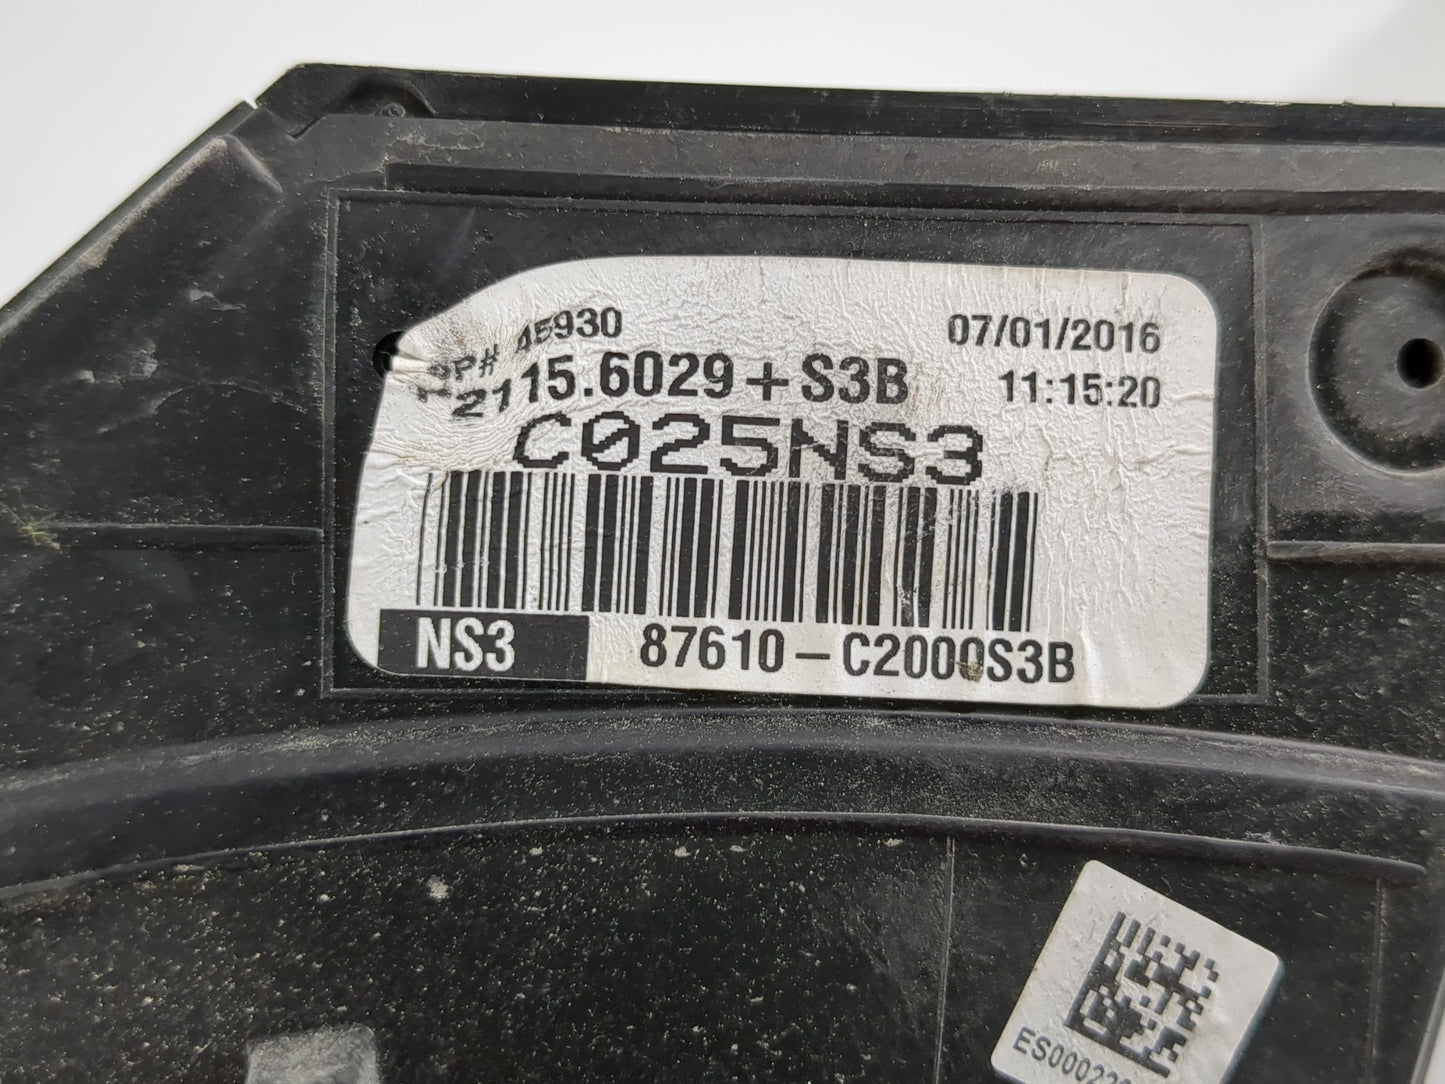 P# 45930
07/01/2016
2115.6029+S3B
11:15:20
C025NS3
NS3
87610-C2000S3B